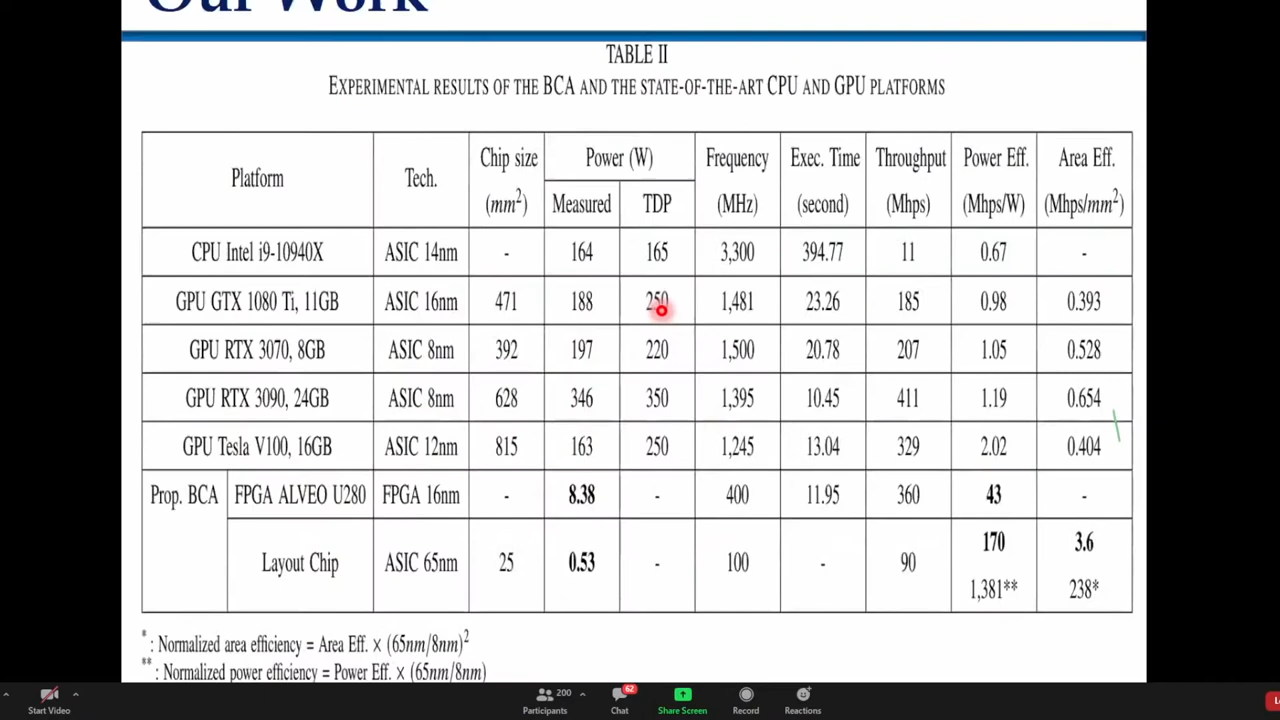 Our Work
TABLE II
EXPERIMENTAL RESULTS OF THE BCA AND THE STATE-OF-THE-ART CPU AND GPU PLATFORMS
Platform Tech. Chip size (mm²) Power (W) Measured TDP Frequency (MHz) Exec. Time (second) Throughput (Mhps) Power Eff. (Mhps/W) Area Eff. (Mhps/mm²)
CPU Intel i9-10940X ASIC 14nm - 164 165 3,300 394.77 11 0.67 -
GPU GTX 1080 Ti, 11GB ASIC 16nm 471 188 250 1,481 23.26 185 0.98 0.393
GPU RTX 3070, 8GB ASIC 8nm 392 197 220 1,500 20.78 207 1.05 0.528
GPU RTX 3090, 24GB ASIC 8nm 628 346 350 1,395 10.45 411 1.19 0.654
GPU Tesla V100, 16GB ASIC 12nm 815 163 250 1,245 13.04 329 2.02 0.404
Prop. BCA FPGA ALVEO U280 FPGA 16nm - 8.38 - 400 11.95 360 43 -
Layout Chip ASIC 65nm 25 0.53 - 100 - 90 170 3.6
1,381** 238*
* : Normalized area efficiency = Area Eff. × (65nm/8nm)²
** : Normalized power efficiency = Power Eff. × (65nm/8nm)
Start Video Participants 200 Chat 62 Share Screen Record Reactions